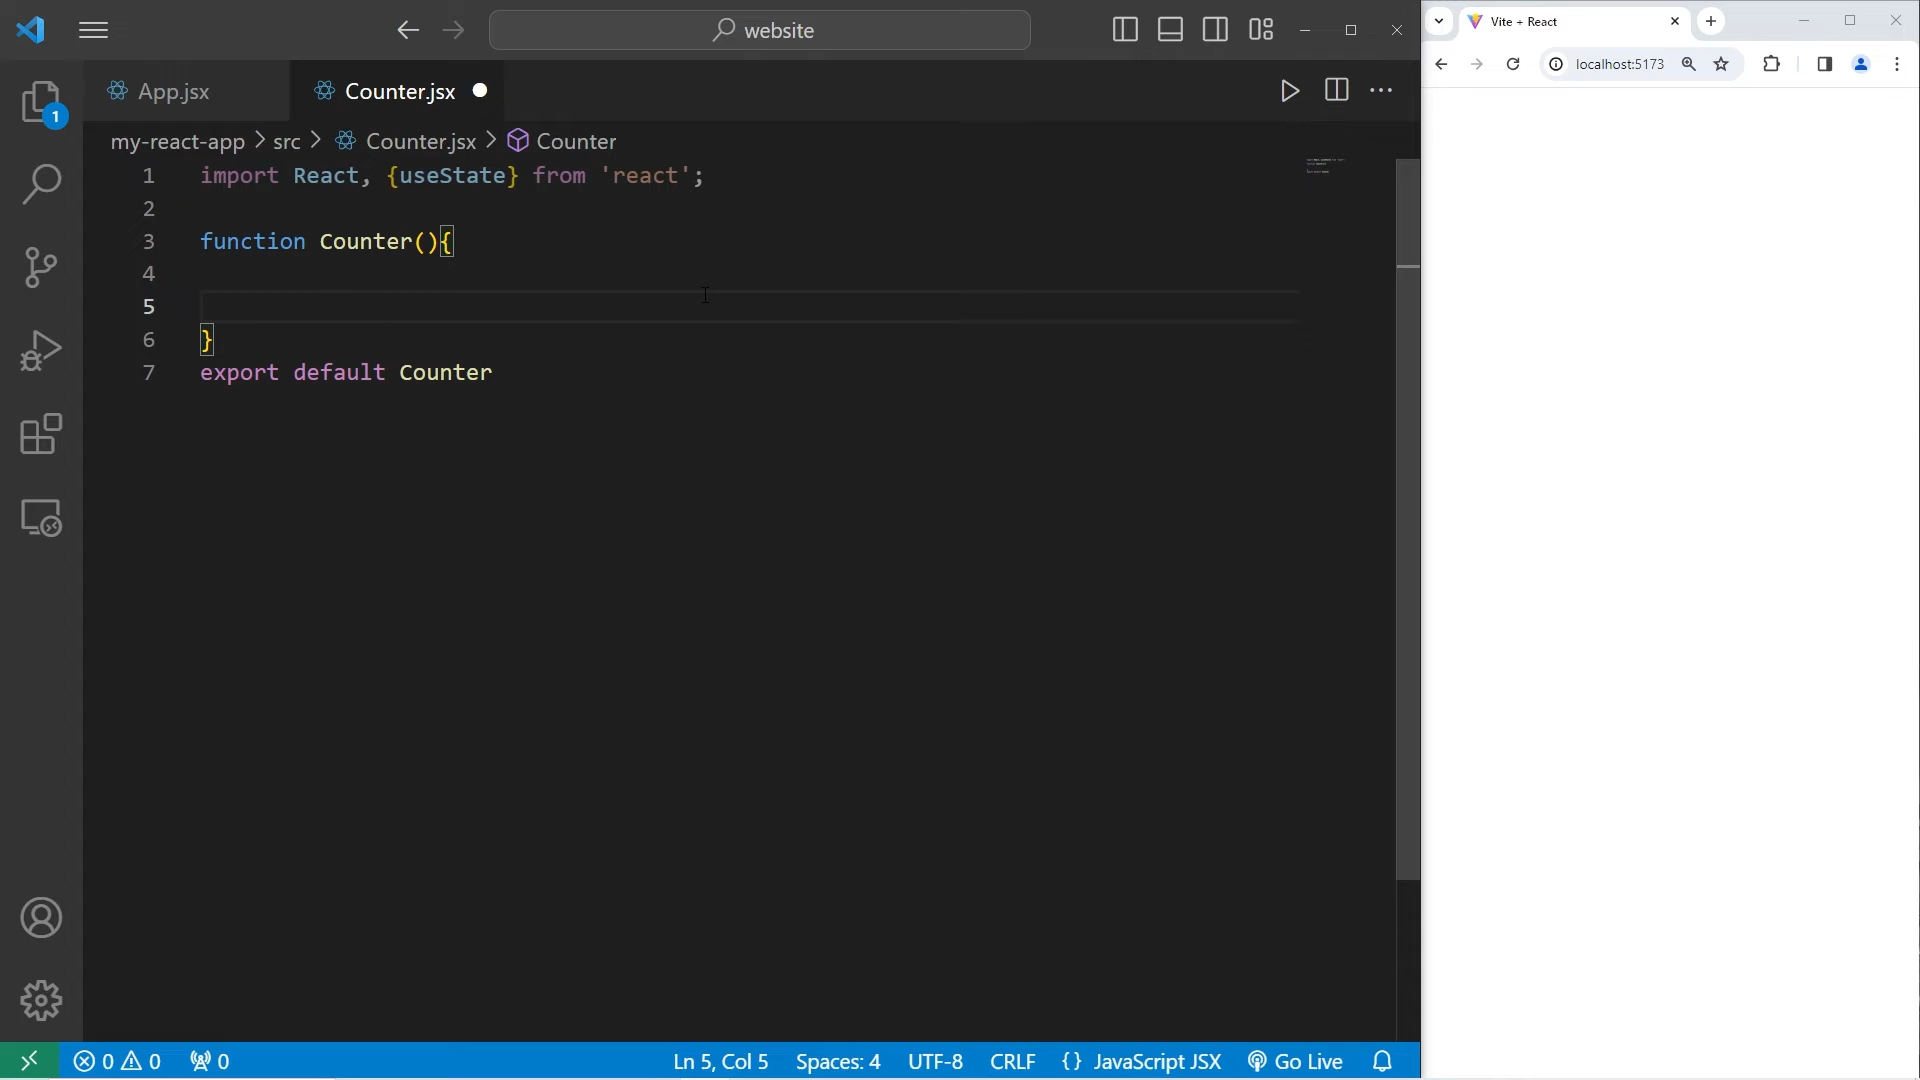 website
Vite + React
localhost:5173
App.jsx
Counter.jsx
1
my-react-app > src > Counter.jsx > Counter
1 import React, {useState} from 'react';
2
3 function Counter(){
4
5
6 }
7 export default Counter
0 0 0
Ln 5, Col 5 Spaces: 4 UTF-8 CRLF {} JavaScript JSX Go Live